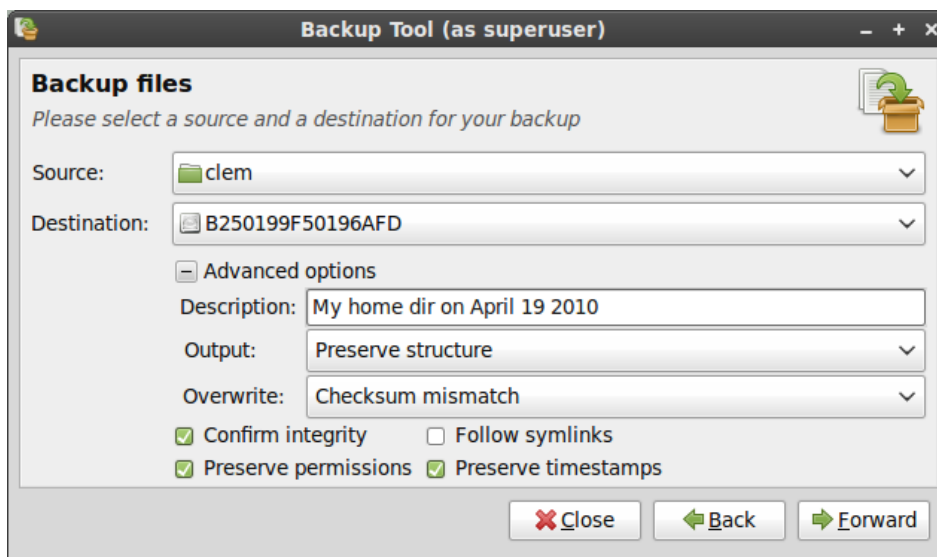 Backup Tool (as superuser)
Backup files
Please select a source and a destination for your backup
Source: clem
Destination: B250199F50196AFD
Advanced options
Description: My home dir on April 19 2010
Output: Preserve structure
Overwrite: Checksum mismatch
Confirm integrity Follow symlinks
Preserve permissions Preserve timestamps
Close Back Forward